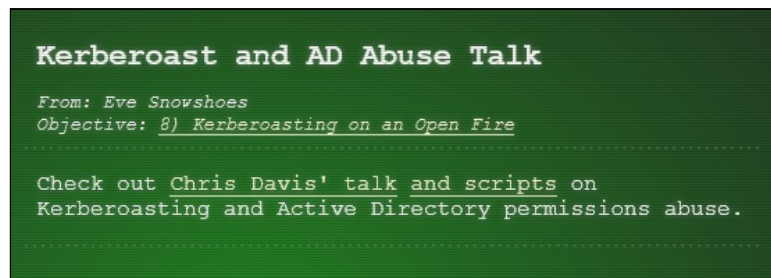 Kerberoast and AD Abuse Talk
From: Eve Snowshoes
Objective: 8) Kerberoasting on an Open Fire
Check out Chris Davis' talk and scripts on
Kerberoasting and Active Directory permissions abuse.